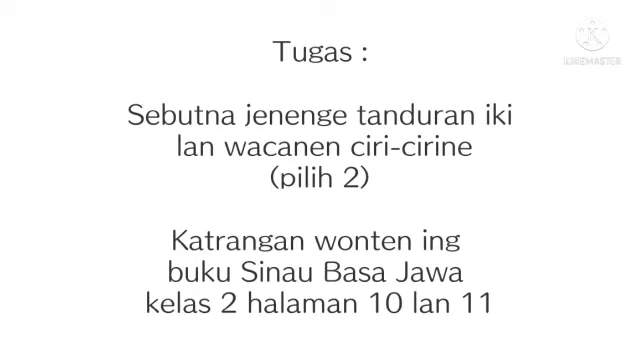 KINEMASTER
Tugas :
Sebutna jenenge tanduran iki
lan wacanen ciri-cirine
(pilih 2)
Katrangan wonten ing
buku Sinau Basa Jawa
kelas 2 halaman 10 lan 11